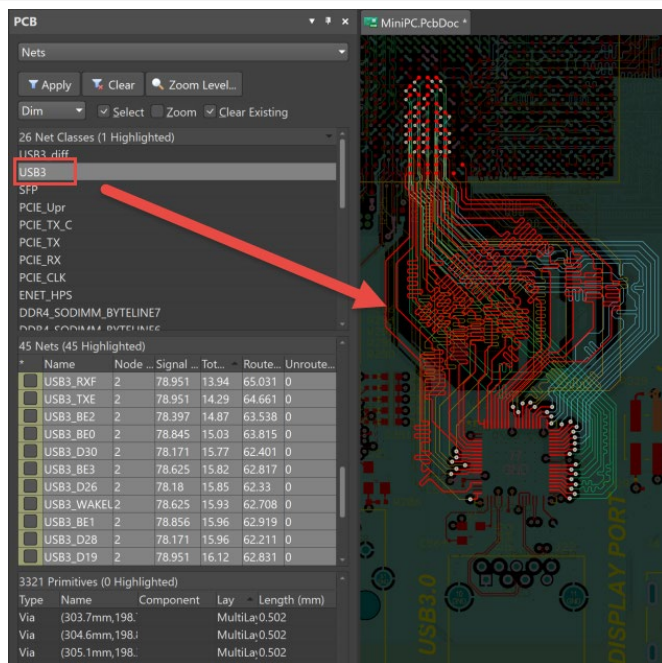 PCB
MiniPC.PcbDoc *
Nets
Apply Clear Zoom Level...
Dim Select Zoom Clear Existing
26 Net Classes (1 Highlighted)
USB3_diff
USB3
SFP
PCIE_Upr
PCIE_TX_C
PCIE_TX
PCIE_RX
PCIE_CLK
ENET_HPS
DDR4_SODIMM_BYTELINE7
DDR4_SODIMM_BYTELINE6
45 Nets (45 Highlighted)
* Name Node ... Signal ... Tot... Route... Unroute...
USB3_RXF 2 78.951 13.94 65.031 0
USB3_TXE 2 78.951 14.29 64.661 0
USB3_BE2 2 78.397 14.87 63.538 0
USB3_BE0 2 78.845 15.03 63.815 0
USB3_D30 2 78.171 15.77 62.401 0
USB3_BE3 2 78.625 15.82 62.817 0
USB3_D26 2 78.18 15.85 62.33 0
USB3_WAKEU 2 78.625 15.93 62.708 0
USB3_BE1 2 78.856 15.96 62.919 0
USB3_D28 2 78.171 15.96 62.211 0
USB3_D19 2 78.951 16.12 62.831 0
3321 Primitives (0 Highlighted)
Type Name Component Lay Length (mm)
Via (303.7mm,198. MultiLay 0.502
Via (304.6mm,198. MultiLay 0.502
Via (305.1mm,198. MultiLay 0.502
USB3.0
DISPLAY PORT